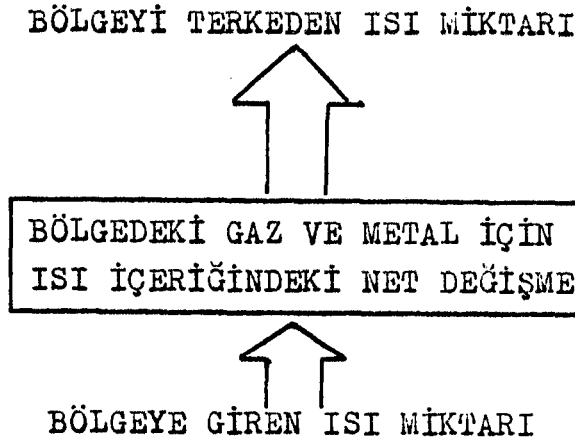 BÖLGEYİ TERKEDEN ISI MİKTARI
BÖLGEDEKİ GAZ VE METAL İÇİN
ISI İÇERİĞİNDEKİ NET DEĞİŞME
BÖLGEYE GİREN ISI MİKTARI